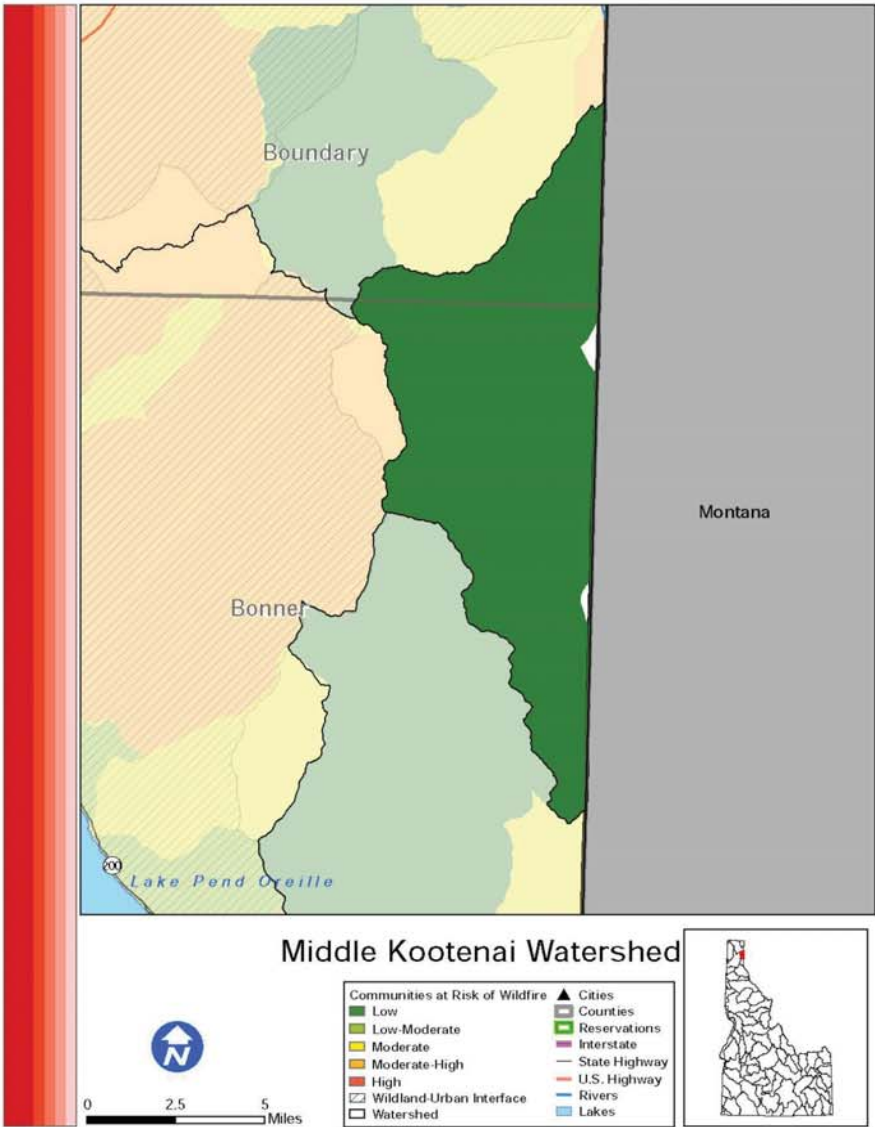 Boundary
Montana
Bonner
200
Lake Pend Oreille
Middle Kootenai Watershed
Communities at Risk of Wildfire
Low
Low-Moderate
Moderate
Moderate-High
High
Wildland-Urban Interface
Watershed
Cities
Counties
Reservations
Interstate
State Highway
U.S. Highway
Rivers
Lakes
N
0 2.5 5
Miles